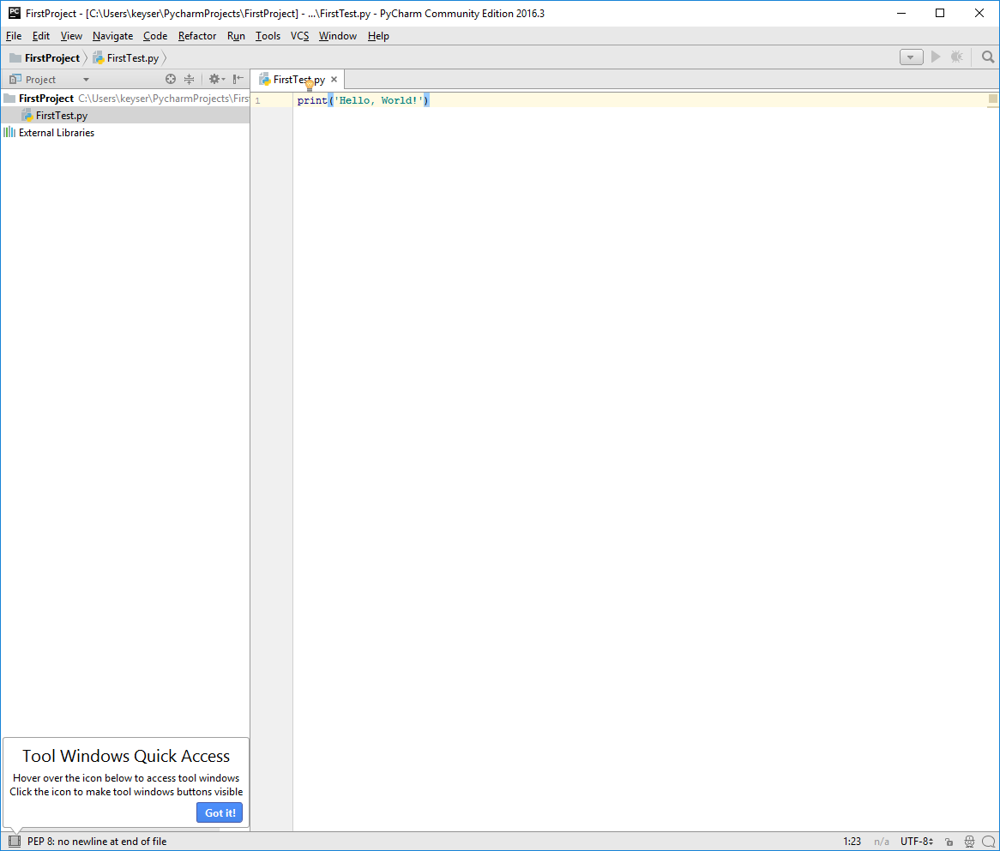 PC FirstProject - [C:\Users\keyser\PycharmProjects\FirstProject] - ...\FirstTest.py - PyCharm Community Edition 2016.3
File Edit View Navigate Code Refactor Run Tools VCS Window Help
FirstProject FirstTest.py
Project
FirstTest.py
FirstProject C:\Users\keyser\PycharmProjects\Firs
FirstTest.py
External Libraries
1 print('Hello, World!')
Tool Windows Quick Access
Hover over the icon below to access tool windows
Click the icon to make tool windows buttons visible
Got it!
PEP 8: no newline at end of file
1:23 n/a UTF-8